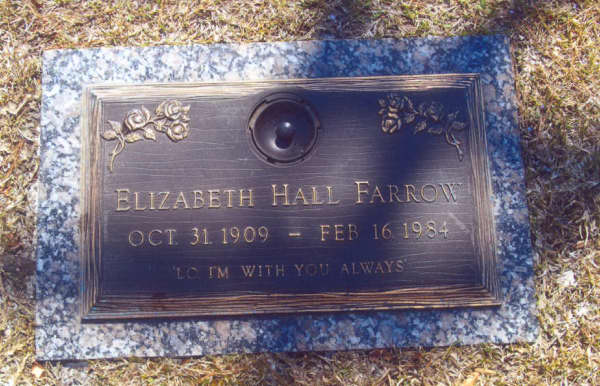 ELIZABETH HALL FARROW
OCT. 31, 1909 – FEB. 16, 1984
'LO, I'M WITH YOU ALWAYS'